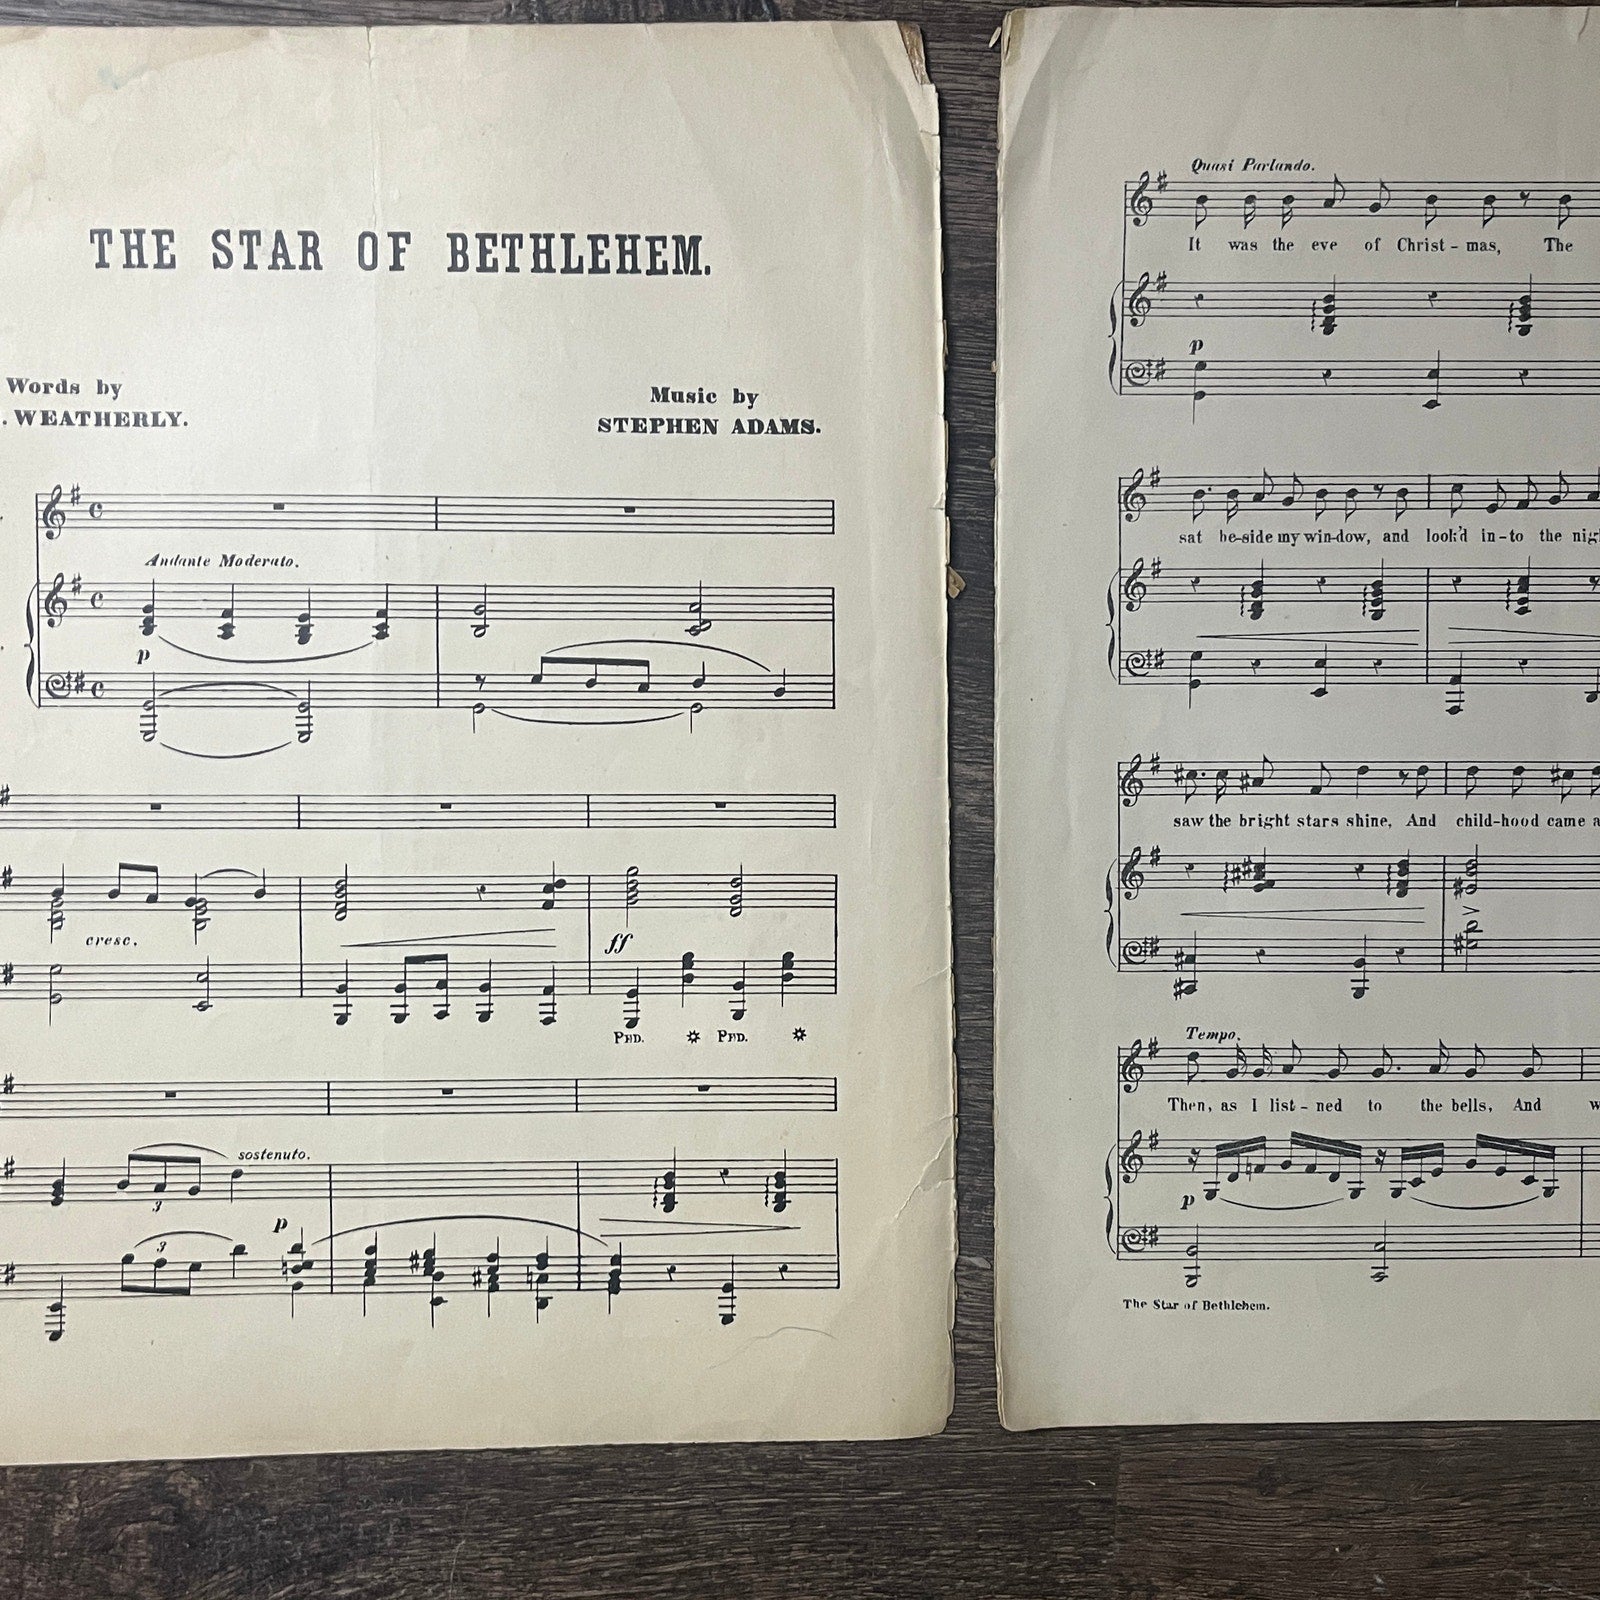 THE STAR OF BETHLEHEM.
Words by
. WEATHERLY.
Music by
STEPHEN ADAMS.
Andante Moderato.
p
cresc.
ff
PED. PED.
sostenuto.
3
p
3
Quasi Parlando.
It was the eve of Christ - mas, The
p
sat be-side my win-dow, and look'd in-to the nig
saw the bright stars shine, And child-hood came a
Tempo.
Then, as I list - ned to the bells, And w
p
The Star of Bethlehem.